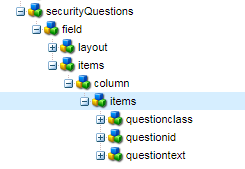 securityQuestions
field
layout
items
column
items
questionclass
questionid
questiontext